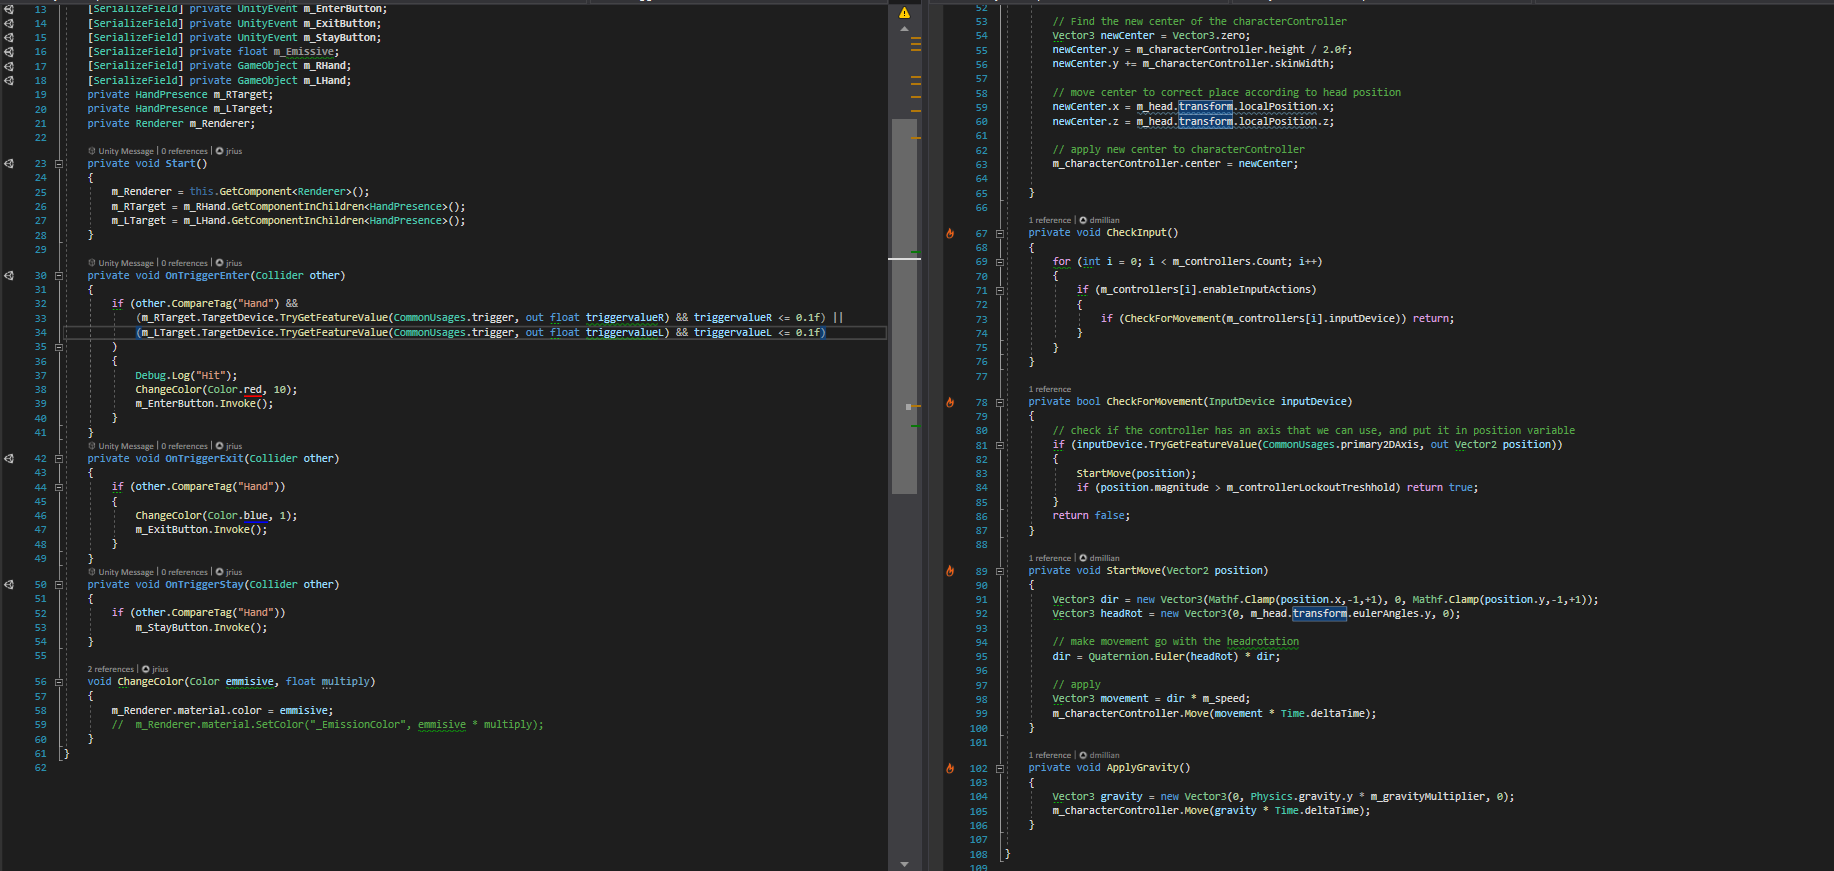 13 [SerializeField] private UnityEvent m_EnterButton;
14 [SerializeField] private UnityEvent m_ExitButton;
15 [SerializeField] private UnityEvent m_StayButton;
16 [SerializeField] private float m_Emissive;
17 [SerializeField] private GameObject m_RHand;
18 [SerializeField] private GameObject m_LHand;
19 private HandPresence m_RTarget;
20 private HandPresence m_LTarget;
21 private Renderer m_Renderer;
22
Unity Message | 0 references | jrius
23 private void Start()
24 {
25 m_Renderer = this.GetComponent<Renderer>();
26 m_RTarget = m_RHand.GetComponentInChildren<HandPresence>();
27 m_LTarget = m_LHand.GetComponentInChildren<HandPresence>();
28 }
29
Unity Message | 0 references | jrius
30 private void OnTriggerEnter(Collider other)
31 {
32 if (other.CompareTag("Hand") &&
33 (m_RTarget.TargetDevice.TryGetFeatureValue(CommonUsages.trigger, out float triggervalueR) && triggervalueR <= 0.1f) ||
34 (m_LTarget.TargetDevice.TryGetFeatureValue(CommonUsages.trigger, out float triggervalueL) && triggervalueL <= 0.1f)
35 )
36 {
37 Debug.Log("Hit");
38 ChangeColor(Color.red, 10);
39 m_EnterButton.Invoke();
40 }
41 }
Unity Message | 0 references | jrius
42 private void OnTriggerExit(Collider other)
43 {
44 if (other.CompareTag("Hand"))
45 {
46 ChangeColor(Color.blue, 1);
47 m_ExitButton.Invoke();
48 }
49 }
Unity Message | 0 references | jrius
50 private void OnTriggerStay(Collider other)
51 {
52 if (other.CompareTag("Hand"))
53 m_StayButton.Invoke();
54 }
55
2 references | jrius
56 void ChangeColor(Color emmisive, float multiply)
57 {
58 m_Renderer.material.color = emmisive;
59 // m_Renderer.material.SetColor("_EmissionColor", emmisive * multiply);
60 }
61 }
62
52
53 // Find the new center of the characterController
54 Vector3 newCenter = Vector3.zero;
55 newCenter.y = m_characterController.height / 2.0f;
56 newCenter.y += m_characterController.skinWidth;
57
58 // move center to correct place according to head position
59 newCenter.x = m_head.transform.localPosition.x;
60 newCenter.z = m_head.transform.localPosition.z;
61
62 // apply new center to characterController
63 m_characterController.center = newCenter;
64
65 }
66
1 reference | dmillian
67 private void CheckInput()
68 {
69 for (int i = 0; i < m_controllers.Count; i++)
70 {
71 if (m_controllers[i].enableInputActions)
72 {
73 if (CheckForMovement(m_controllers[i].inputDevice)) return;
74 }
75 }
76 }
77
1 reference
78 private bool CheckForMovement(InputDevice inputDevice)
79 {
80 // check if the controller has an axis that we can use, and put it in position variable
81 if (inputDevice.TryGetFeatureValue(CommonUsages.primary2DAxis, out Vector2 position))
82 {
83 StartMove(position);
84 if (position.magnitude > m_controllerLockoutTreshhold) return true;
85 }
86 return false;
87 }
88
1 reference | dmillian
89 private void StartMove(Vector2 position)
90 {
91 Vector3 dir = new Vector3(Mathf.Clamp(position.x,-1,+1), 0, Mathf.Clamp(position.y,-1,+1));
92 Vector3 headRot = new Vector3(0, m_head.transform.eulerAngles.y, 0);
93
94 // make movement go with the headrotation
95 dir = Quaternion.Euler(headRot) * dir;
96
97 // apply
98 Vector3 movement = dir * m_speed;
99 m_characterController.Move(movement * Time.deltaTime);
100 }
101
1 reference | dmillian
102 private void ApplyGravity()
103 {
104 Vector3 gravity = new Vector3(0, Physics.gravity.y * m_gravityMultiplier, 0);
105 m_characterController.Move(gravity * Time.deltaTime);
106 }
107
108 }
109